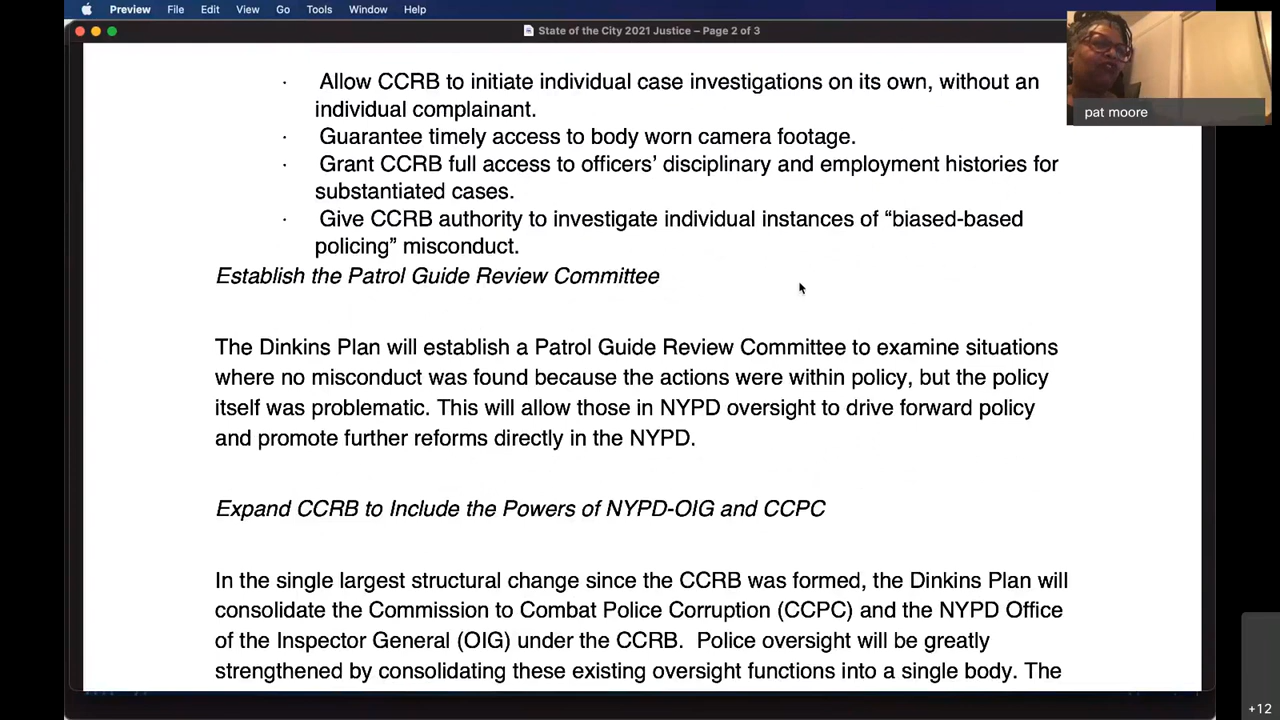 Preview File Edit View Go Tools Window Help
State of the City 2021 Justice – Page 2 of 3
pat moore
· Allow CCRB to initiate individual case investigations on its own, without an
individual complainant.
· Guarantee timely access to body worn camera footage.
· Grant CCRB full access to officers’ disciplinary and employment histories for
substantiated cases.
· Give CCRB authority to investigate individual instances of “biased-based
policing” misconduct.
Establish the Patrol Guide Review Committee
The Dinkins Plan will establish a Patrol Guide Review Committee to examine situations
where no misconduct was found because the actions were within policy, but the policy
itself was problematic. This will allow those in NYPD oversight to drive forward policy
and promote further reforms directly in the NYPD.
Expand CCRB to Include the Powers of NYPD-OIG and CCPC
In the single largest structural change since the CCRB was formed, the Dinkins Plan will
consolidate the Commission to Combat Police Corruption (CCPC) and the NYPD Office
of the Inspector General (OIG) under the CCRB.  Police oversight will be greatly
strengthened by consolidating these existing oversight functions into a single body. The
+12